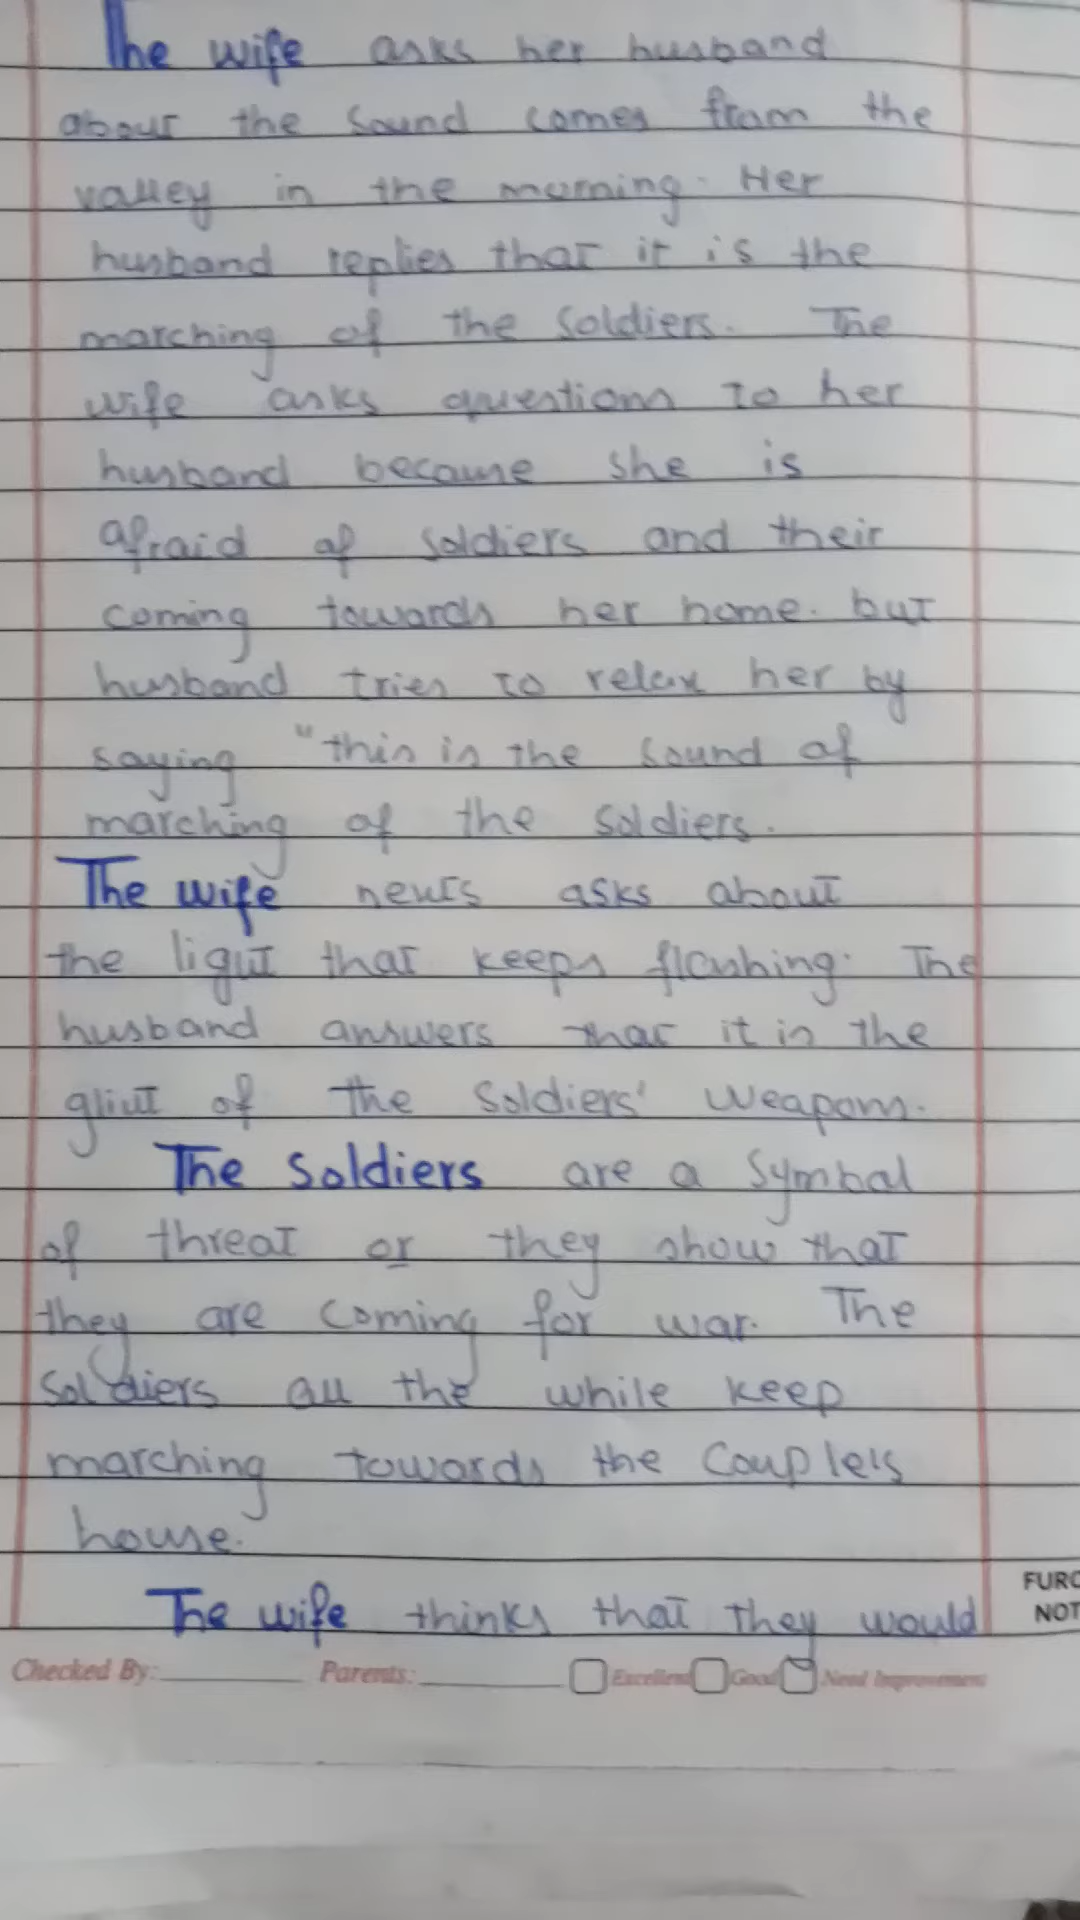 The wife asks her husband
about the sound comes from the
valley in the morning. Her
husband replies that it is the
marching of the soldiers. The
wife asks questions to her
husband because she is
afraid of soldiers and their
coming towards her home. but
husband tries to relax her by
saying "this is the sound of
marching of the soldiers.
The wife next asks about
the light that keeps flashing. The
husband answers that it is the
glint of the soldiers' weapons.
The soldiers are a symbol
of threat or they show that
they are coming for war. The
soldiers all the while keep
marching towards the couple's
house.
The wife thinks that they would
FURO
NOT
Checked By: Parents: Excellent Good Need Improvement